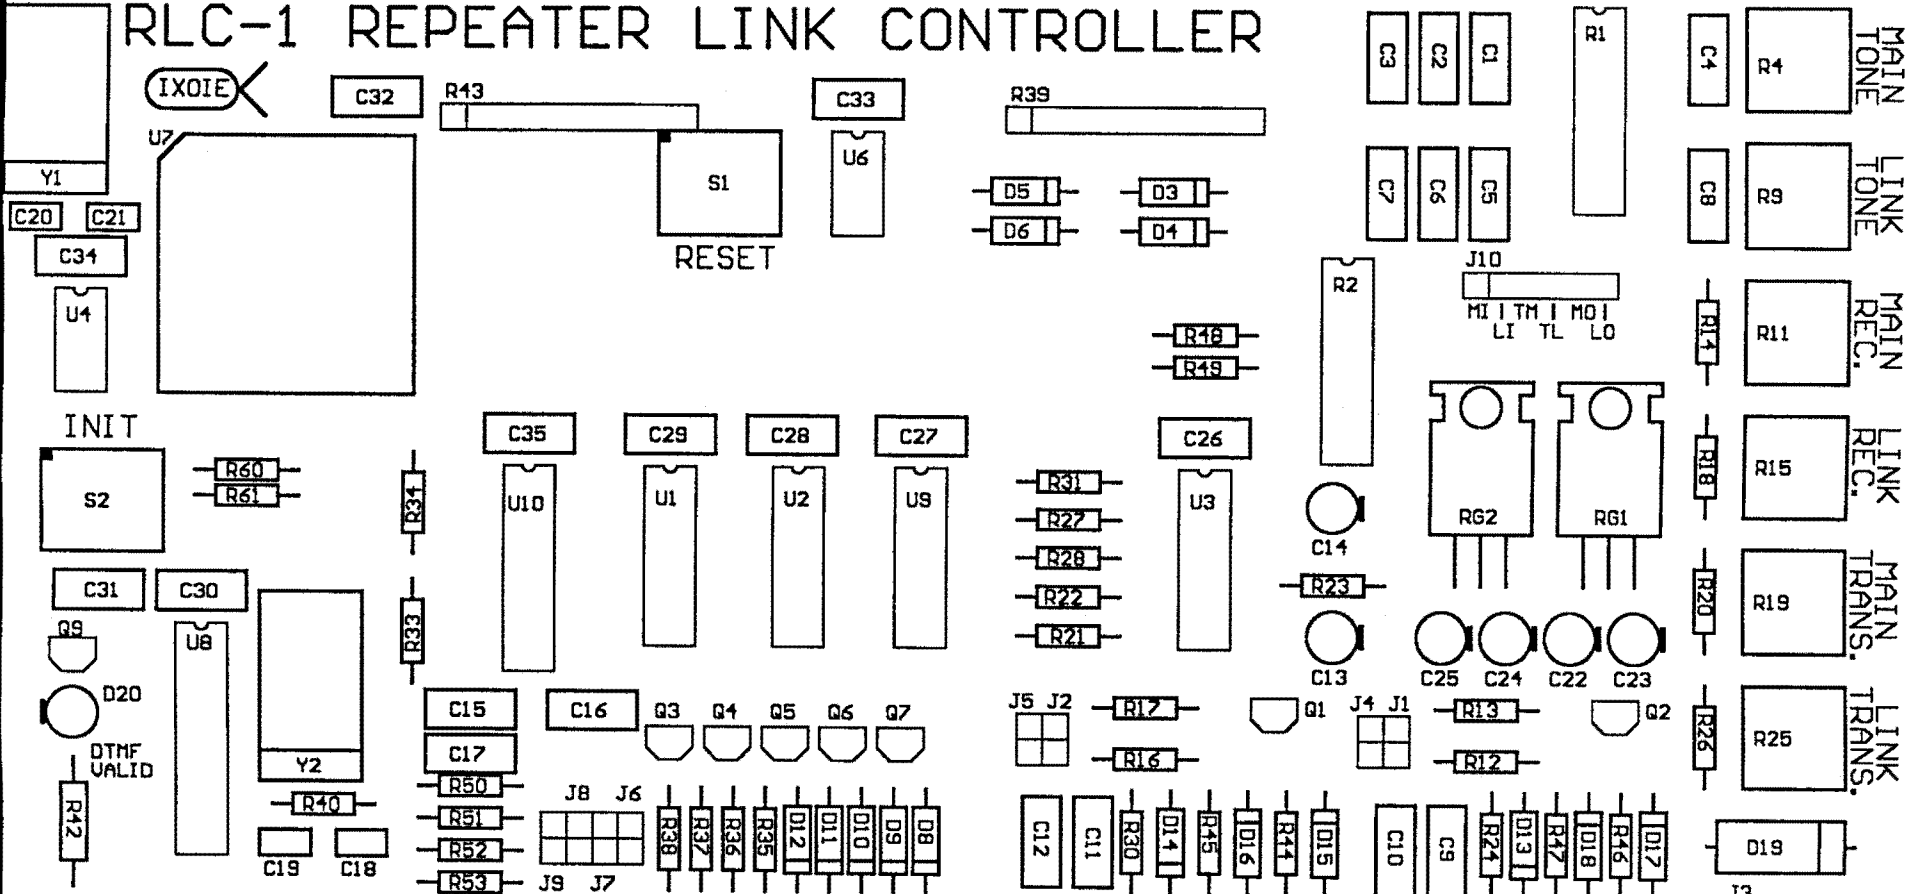 RLC-1 REPEATER LINK CONTROLLER
IX0IE
C32
R43
C33
R39
C3
C2
C1
R1
C4
R4
MAIN TONE
U7
Y1
S1
RESET
U6
D5
D3
D6
D4
C7
C6
C5
C8
R9
LINK TONE
C20
C21
C34
U4
R2
J10
MI | TM | MO |
LI TL LO
R14
R11
MAIN REC.
R48
R49
INIT
S2
R60
R61
R34
C35
C29
C28
C27
C26
U10
U1
U2
U9
U3
R31
R27
R28
R22
R21
C14
R23
C13
RG2
RG1
R18
R15
LINK REC.
C31
C30
Q9
U8
R33
R20
R19
MAIN TRANS.
C25
C24
C22
C23
D20
DTMF
VALID
Y2
C15
C16
C17
Q3
Q4
Q5
Q6
Q7
J5 J2
R17
R16
Q1
J4 J1
R13
R12
Q2
R26
R25
LINK TRANS.
R42
R40
C19
C18
R50
R51
R52
R53
J8 J6
J9 J7
R38
R37
R36
R35
D12
D11
D10
D9
D8
C12
C11
R30
D14
R45
D16
R44
D15
C10
C9
R24
D13
R47
D18
R46
D17
D19
J3